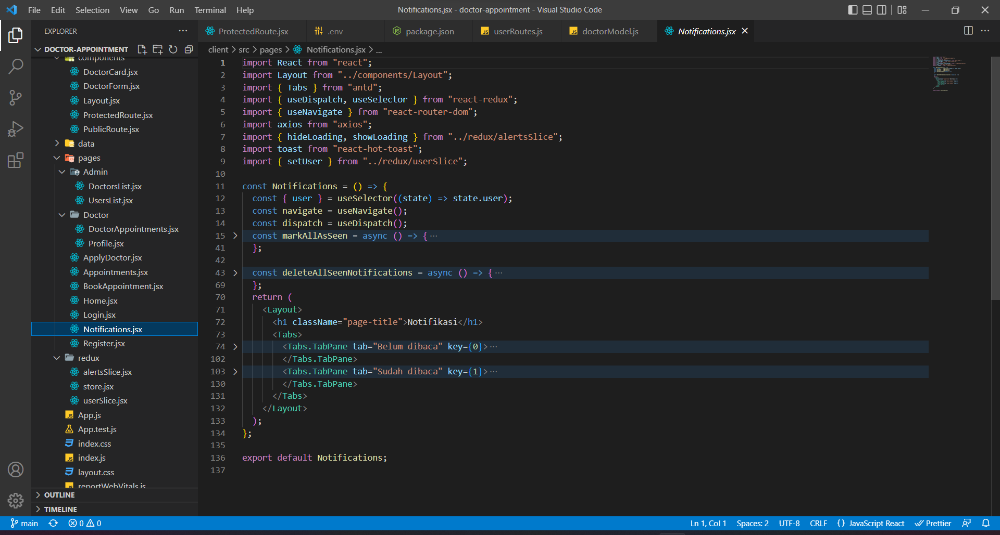 File Edit Selection View Go Run Terminal Help
Notifications.jsx - doctor-appointment - Visual Studio Code
EXPLORER
DOCTOR-APPOINTMENT
components
DoctorCard.jsx
DoctorForm.jsx
Layout.jsx
ProtectedRoute.jsx
PublicRoute.jsx
data
pages
Admin
DoctorsList.jsx
UsersList.jsx
Doctor
DoctorAppointments.jsx
Profile.jsx
ApplyDoctor.jsx
Appointments.jsx
BookAppointment.jsx
Home.jsx
Login.jsx
Notifications.jsx
Register.jsx
redux
alertsSlice.jsx
store.jsx
userSlice.jsx
App.js
App.test.js
index.css
index.js
layout.css
reportWebVitals.js
OUTLINE
TIMELINE
ProtectedRoute.jsx .env package.json userRoutes.js doctorModel.js Notifications.jsx
client > src > pages > Notifications.jsx > ...
1 import React from "react";
2 import Layout from "../components/Layout";
3 import { Tabs } from "antd";
4 import { useDispatch, useSelector } from "react-redux";
5 import { useNavigate } from "react-router-dom";
6 import axios from "axios";
7 import { hideLoading, showLoading } from "../redux/alertsSlice";
8 import toast from "react-hot-toast";
9 import { setUser } from "../redux/userSlice";
10
11 const Notifications = () => {
12 const { user } = useSelector((state) => state.user);
13 const navigate = useNavigate();
14 const dispatch = useDispatch();
15 const markAllAsSeen = async () => { ···
41 };
42
43 const deleteAllSeenNotifications = async () => { ···
69 };
70 return (
71 <Layout>
72 <h1 className="page-title">Notifikasi</h1>
73 <Tabs>
74 <Tabs.TabPane tab="Belum dibaca" key={0}> ···
102 </Tabs.TabPane>
103 <Tabs.TabPane tab="Sudah dibaca" key={1}> ···
130 </Tabs.TabPane>
131 </Tabs>
132 </Layout>
133 );
134 };
135
136 export default Notifications;
137
main 0 0 Ln 1, Col 1 Spaces: 2 UTF-8 CRLF {} JavaScript React Prettier